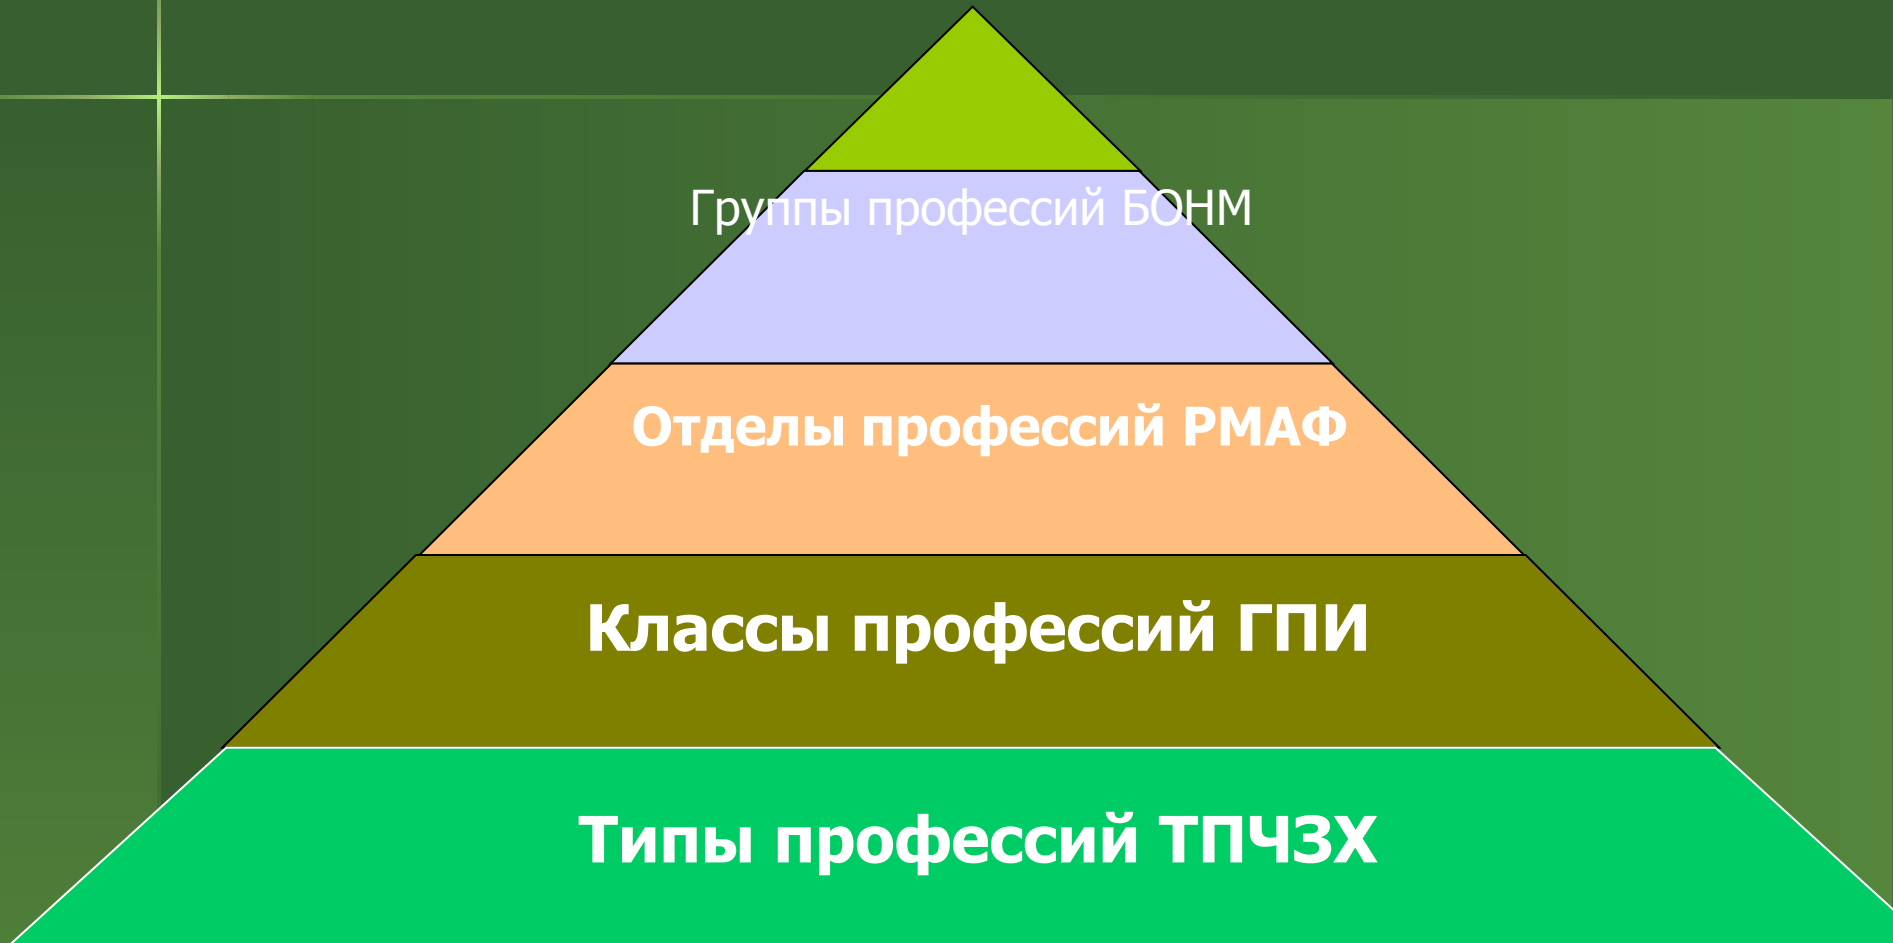 Группы профессий БОНМ
Отделы профессий РМАФ
Классы профессий ГПИ
Типы профессий ТПЧЗХ